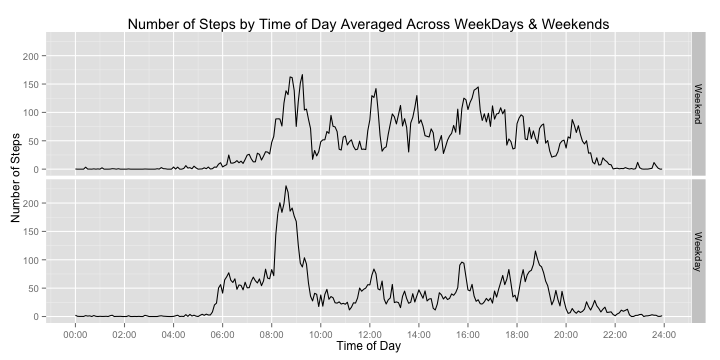 Number of Steps by Time of Day Averaged Across WeekDays & Weekends
Number of Steps
200
150
100
50
0
Weekend
200
150
100
50
0
Weekday
00:00 02:00 04:00 06:00 08:00 10:00 12:00 14:00 16:00 18:00 20:00 22:00 24:00
Time of Day